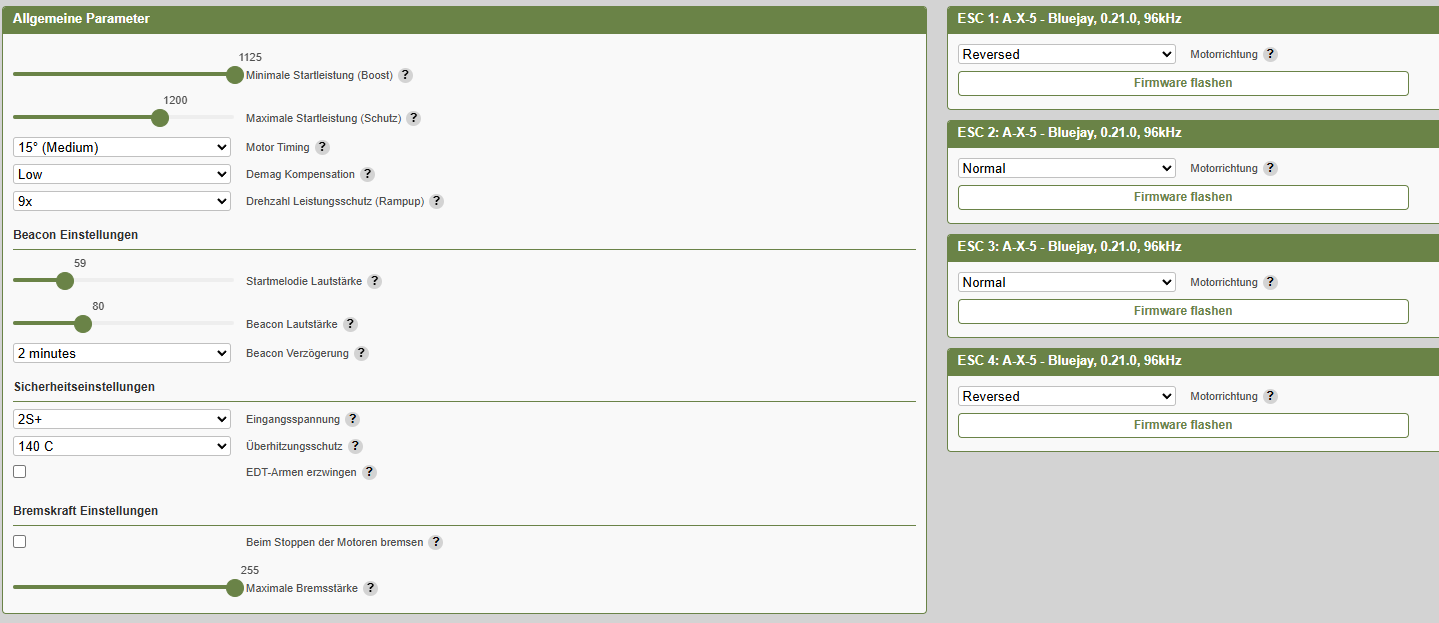 Allgemeine Parameter
1125
Minimale Startleistung (Boost) ?
1200
Maximale Startleistung (Schutz) ?
15° (Medium) Motor Timing ?
Low Demag Kompensation ?
9x Drehzahl Leistungsschutz (Rampup) ?
Beacon Einstellungen
59
Startmelodie Lautstärke ?
80
Beacon Lautstärke ?
2 minutes Beacon Verzögerung ?
Sicherheitseinstellungen
2S+ Eingangsspannung ?
140 C Überhitzungsschutz ?
EDT-Armen erzwingen ?
Bremskraft Einstellungen
Beim Stoppen der Motoren bremsen ?
255
Maximale Bremsstärke ?
ESC 1: A-X-5 - Bluejay, 0.21.0, 96kHz
Reversed Motorrichtung ?
Firmware flashen
ESC 2: A-X-5 - Bluejay, 0.21.0, 96kHz
Normal Motorrichtung ?
Firmware flashen
ESC 3: A-X-5 - Bluejay, 0.21.0, 96kHz
Normal Motorrichtung ?
Firmware flashen
ESC 4: A-X-5 - Bluejay, 0.21.0, 96kHz
Reversed Motorrichtung ?
Firmware flashen